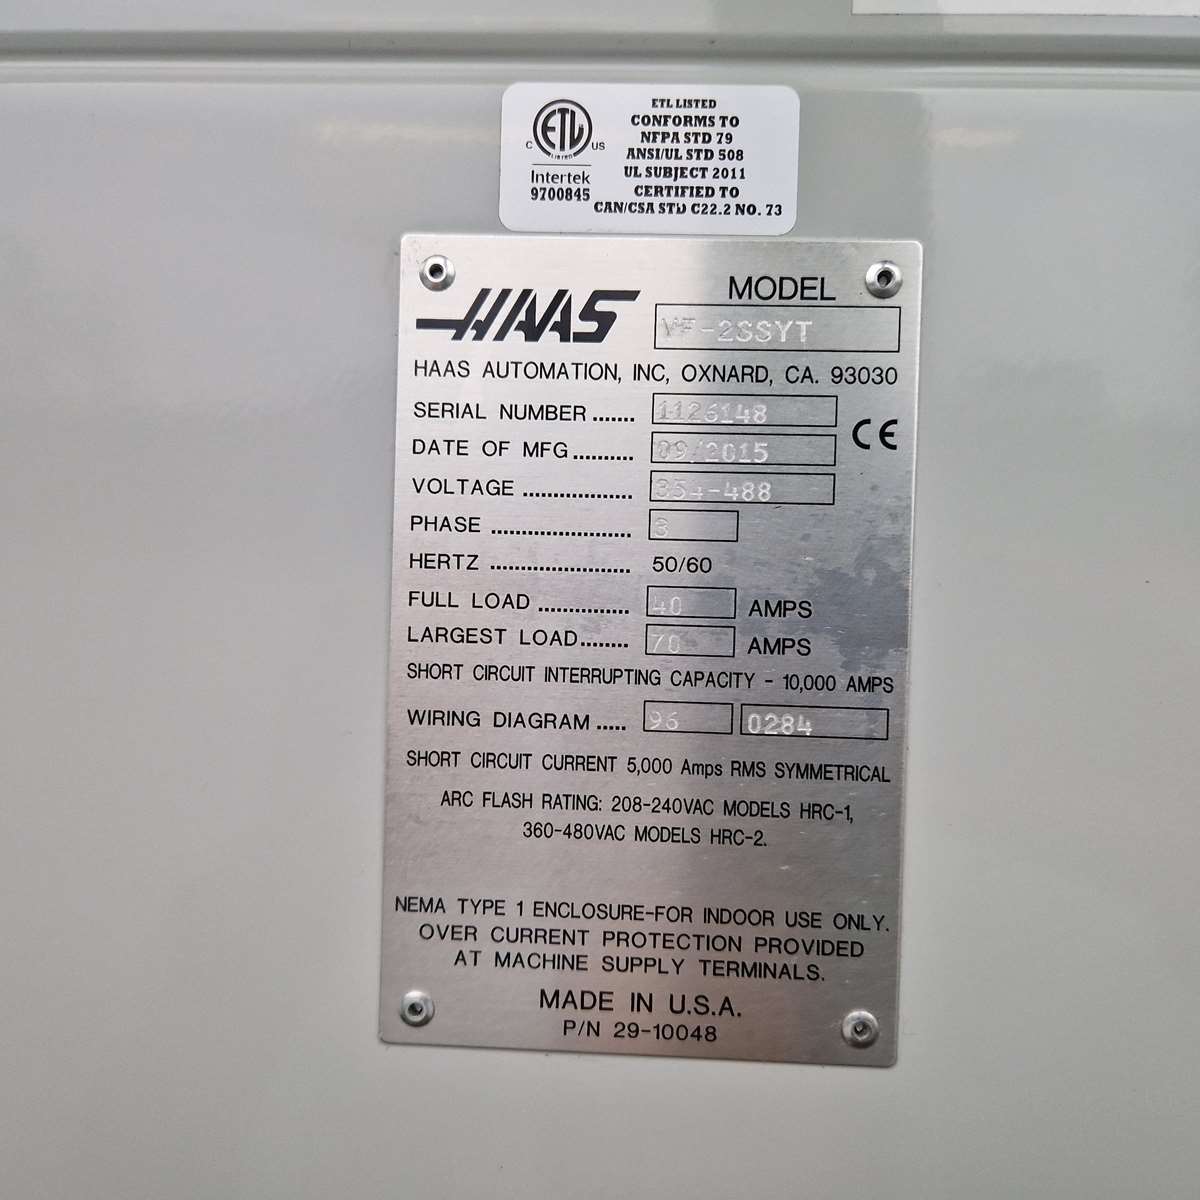 ETL LISTED
CONFORMS TO
NFPA STD 79
ANSI/UL STD 508
UL SUBJECT 2011
CERTIFIED TO
CAN/CSA STD C22.2 NO. 73
C ETL US
LISTED
Intertek
9700845
HAAS
MODEL
VF-2SSYT
HAAS AUTOMATION, INC, OXNARD, CA. 93030
SERIAL NUMBER ....... 1126148
CE
DATE OF MFG .......... 09/2015
VOLTAGE ................... 354-488
PHASE ........................ 3
HERTZ ........................ 50/60
FULL LOAD ............... 40 AMPS
LARGEST LOAD........ 70 AMPS
SHORT CIRCUIT INTERRUPTING CAPACITY - 10,000 AMPS
WIRING DIAGRAM ..... 96 0284
SHORT CIRCUIT CURRENT 5,000 Amps RMS SYMMETRICAL
ARC FLASH RATING: 208-240VAC MODELS HRC-1,
360-480VAC MODELS HRC-2.
NEMA TYPE 1 ENCLOSURE-FOR INDOOR USE ONLY.
OVER CURRENT PROTECTION PROVIDED
AT MACHINE SUPPLY TERMINALS.
MADE IN U.S.A.
P/N 29-10048